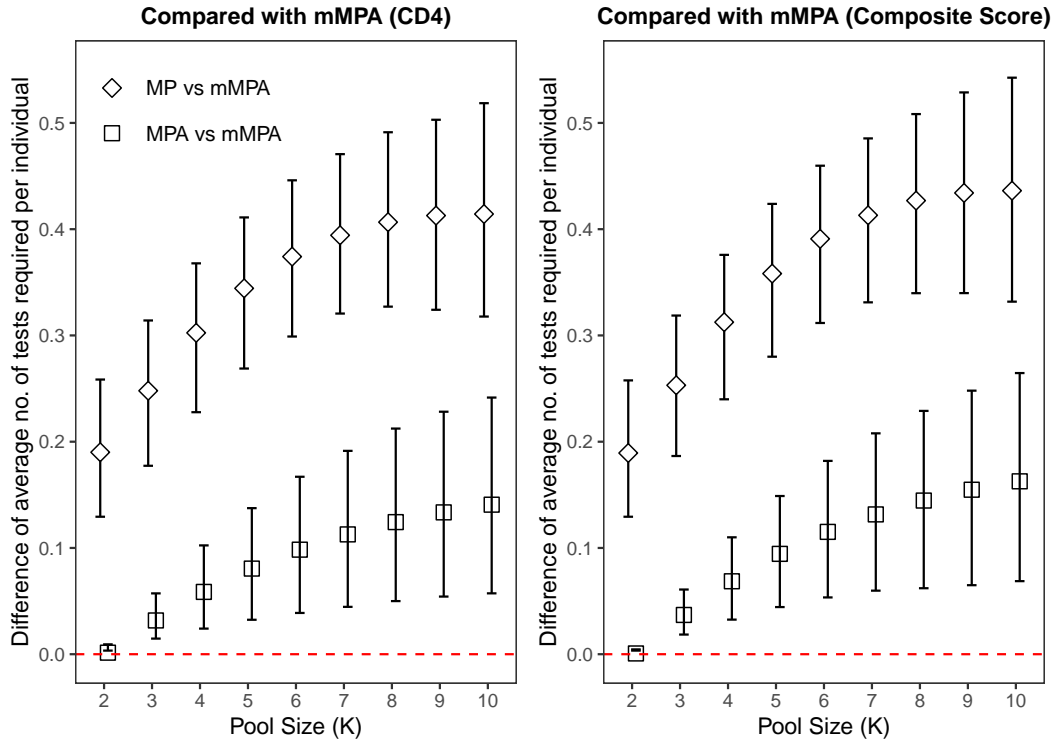 Compared with mMPA (CD4)
Difference of average no. of tests required per individual
MP vs mMPA
MPA vs mMPA
0.5
0.4
0.3
0.2
0.1
0.0
2 3 4 5 6 7 8 9 10
Pool Size (K)
Compared with mMPA (Composite Score)
Difference of average no. of tests required per individual
0.5
0.4
0.3
0.2
0.1
0.0
2 3 4 5 6 7 8 9 10
Pool Size (K)